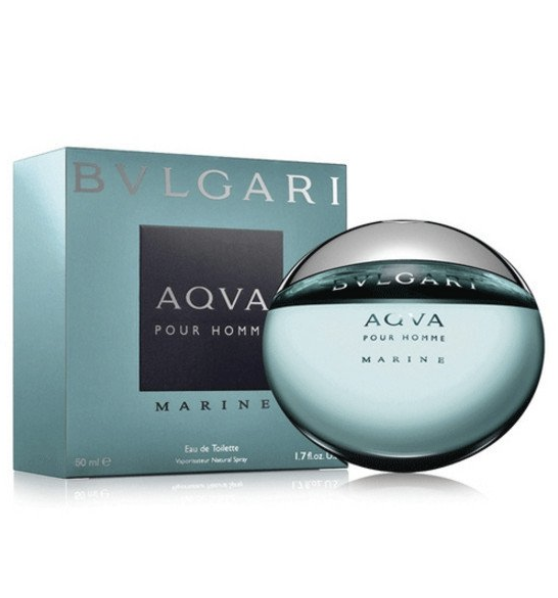 BVLGARI
AQVA
POUR HOMME
MARINE
Eau de Toilette
Vaporisateur Natural Spray
50 ml e
1.7 fl.oz.
BVLGARI
AQVA
POUR HOMME
MARINE